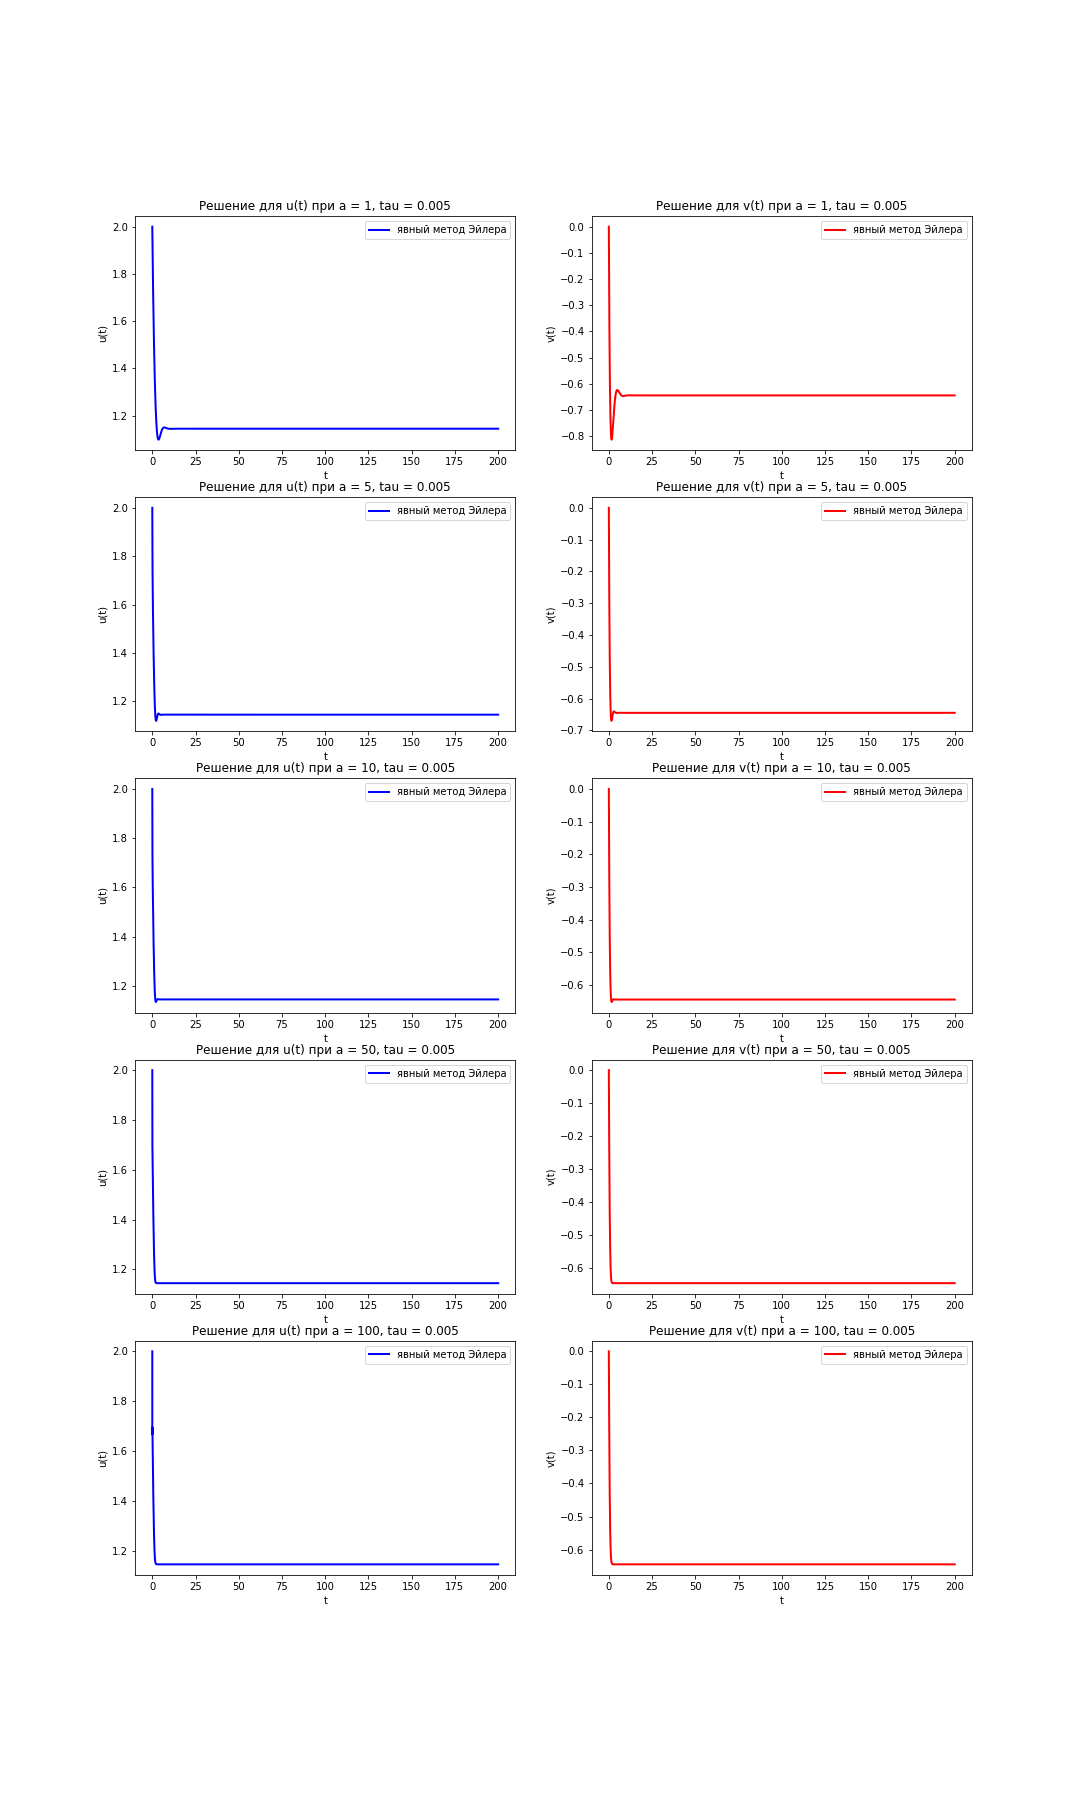 Решение для u(t) при a = 1, tau = 0.005
явный метод Эйлера
u(t)
2.0
1.8
1.6
1.4
1.2
0 25 50 75 100 125 150 175 200
t
Решение для v(t) при a = 1, tau = 0.005
явный метод Эйлера
v(t)
0.0
−0.1
−0.2
−0.3
−0.4
−0.5
−0.6
−0.7
−0.8
0 25 50 75 100 125 150 175 200
t
Решение для u(t) при a = 5, tau = 0.005
явный метод Эйлера
u(t)
2.0
1.8
1.6
1.4
1.2
0 25 50 75 100 125 150 175 200
t
Решение для v(t) при a = 5, tau = 0.005
явный метод Эйлера
v(t)
0.0
−0.1
−0.2
−0.3
−0.4
−0.5
−0.6
−0.7
0 25 50 75 100 125 150 175 200
t
Решение для u(t) при a = 10, tau = 0.005
явный метод Эйлера
u(t)
2.0
1.8
1.6
1.4
1.2
0 25 50 75 100 125 150 175 200
t
Решение для v(t) при a = 10, tau = 0.005
явный метод Эйлера
v(t)
0.0
−0.1
−0.2
−0.3
−0.4
−0.5
−0.6
0 25 50 75 100 125 150 175 200
t
Решение для u(t) при a = 50, tau = 0.005
явный метод Эйлера
u(t)
2.0
1.8
1.6
1.4
1.2
0 25 50 75 100 125 150 175 200
t
Решение для v(t) при a = 50, tau = 0.005
явный метод Эйлера
v(t)
0.0
−0.1
−0.2
−0.3
−0.4
−0.5
−0.6
0 25 50 75 100 125 150 175 200
t
Решение для u(t) при a = 100, tau = 0.005
явный метод Эйлера
u(t)
2.0
1.8
1.6
1.4
1.2
0 25 50 75 100 125 150 175 200
t
Решение для v(t) при a = 100, tau = 0.005
явный метод Эйлера
v(t)
0.0
−0.1
−0.2
−0.3
−0.4
−0.5
−0.6
0 25 50 75 100 125 150 175 200
t